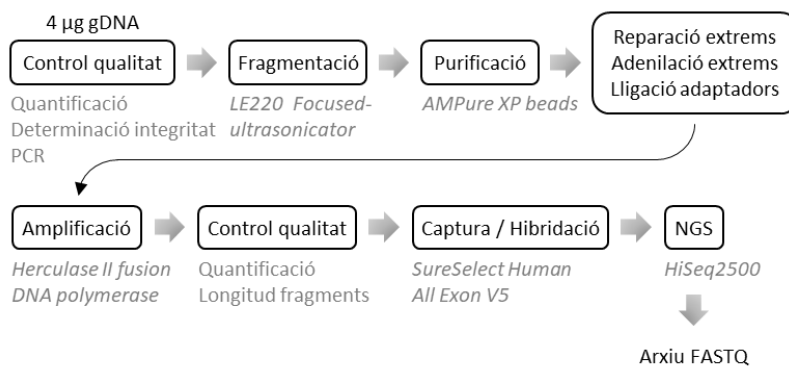 4 µg gDNA
Control qualitat
Quantificació
Determinació integritat
PCR
Fragmentació
LE220 Focused-
ultrasonicator
Purificació
AMPure XP beads
Reparació extrems
Adenilació extrems
Lligació adaptadors
Amplificació
Herculase II fusion
DNA polymerase
Control qualitat
Quantificació
Longitud fragments
Captura / Hibridació
SureSelect Human
All Exon V5
NGS
HiSeq2500
Arxiu FASTQ